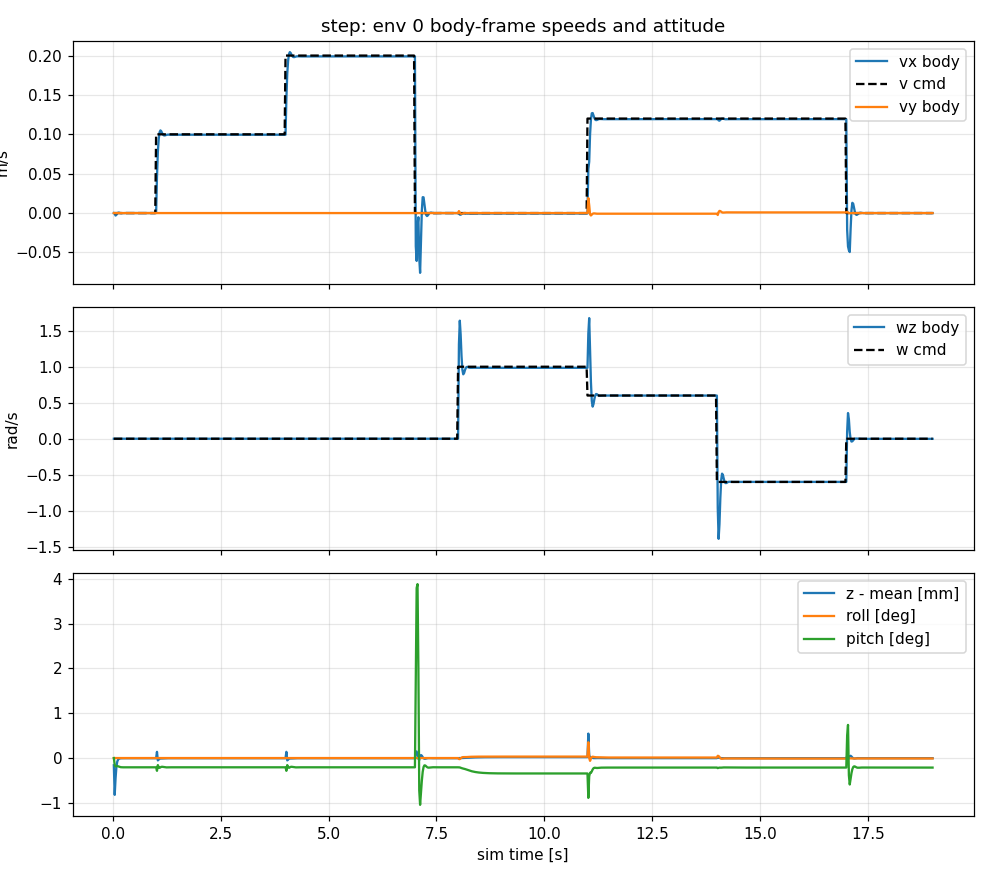 step: env 0 body-frame speeds and attitude
0.20
0.15
0.10
0.05
0.00
−0.05
m/s
vx body
v cmd
vy body
1.5
1.0
0.5
0.0
−0.5
−1.0
−1.5
rad/s
wz body
w cmd
4
3
2
1
0
−1
z - mean [mm]
roll [deg]
pitch [deg]
0.0 2.5 5.0 7.5 10.0 12.5 15.0 17.5
sim time [s]